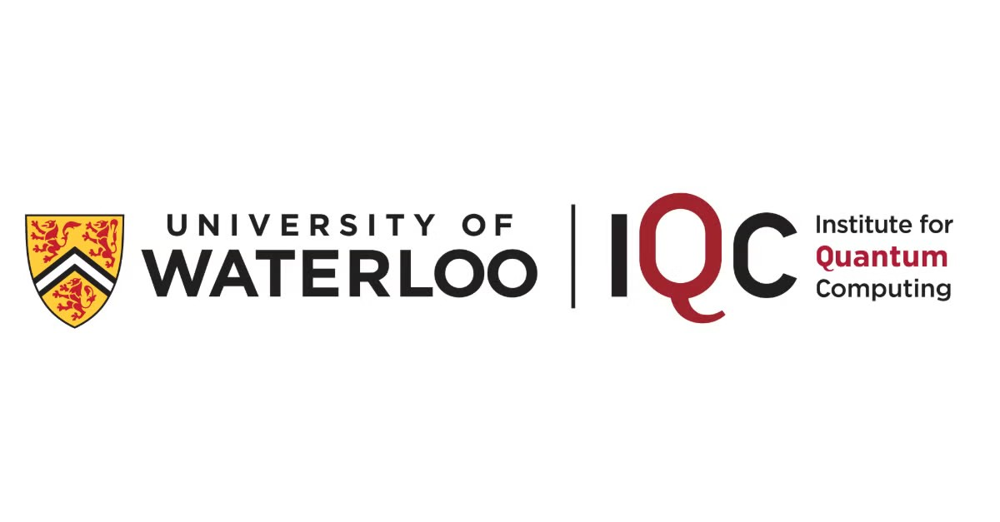 UNIVERSITY OF
WATERLOO
IQC
Institute for
Quantum
Computing